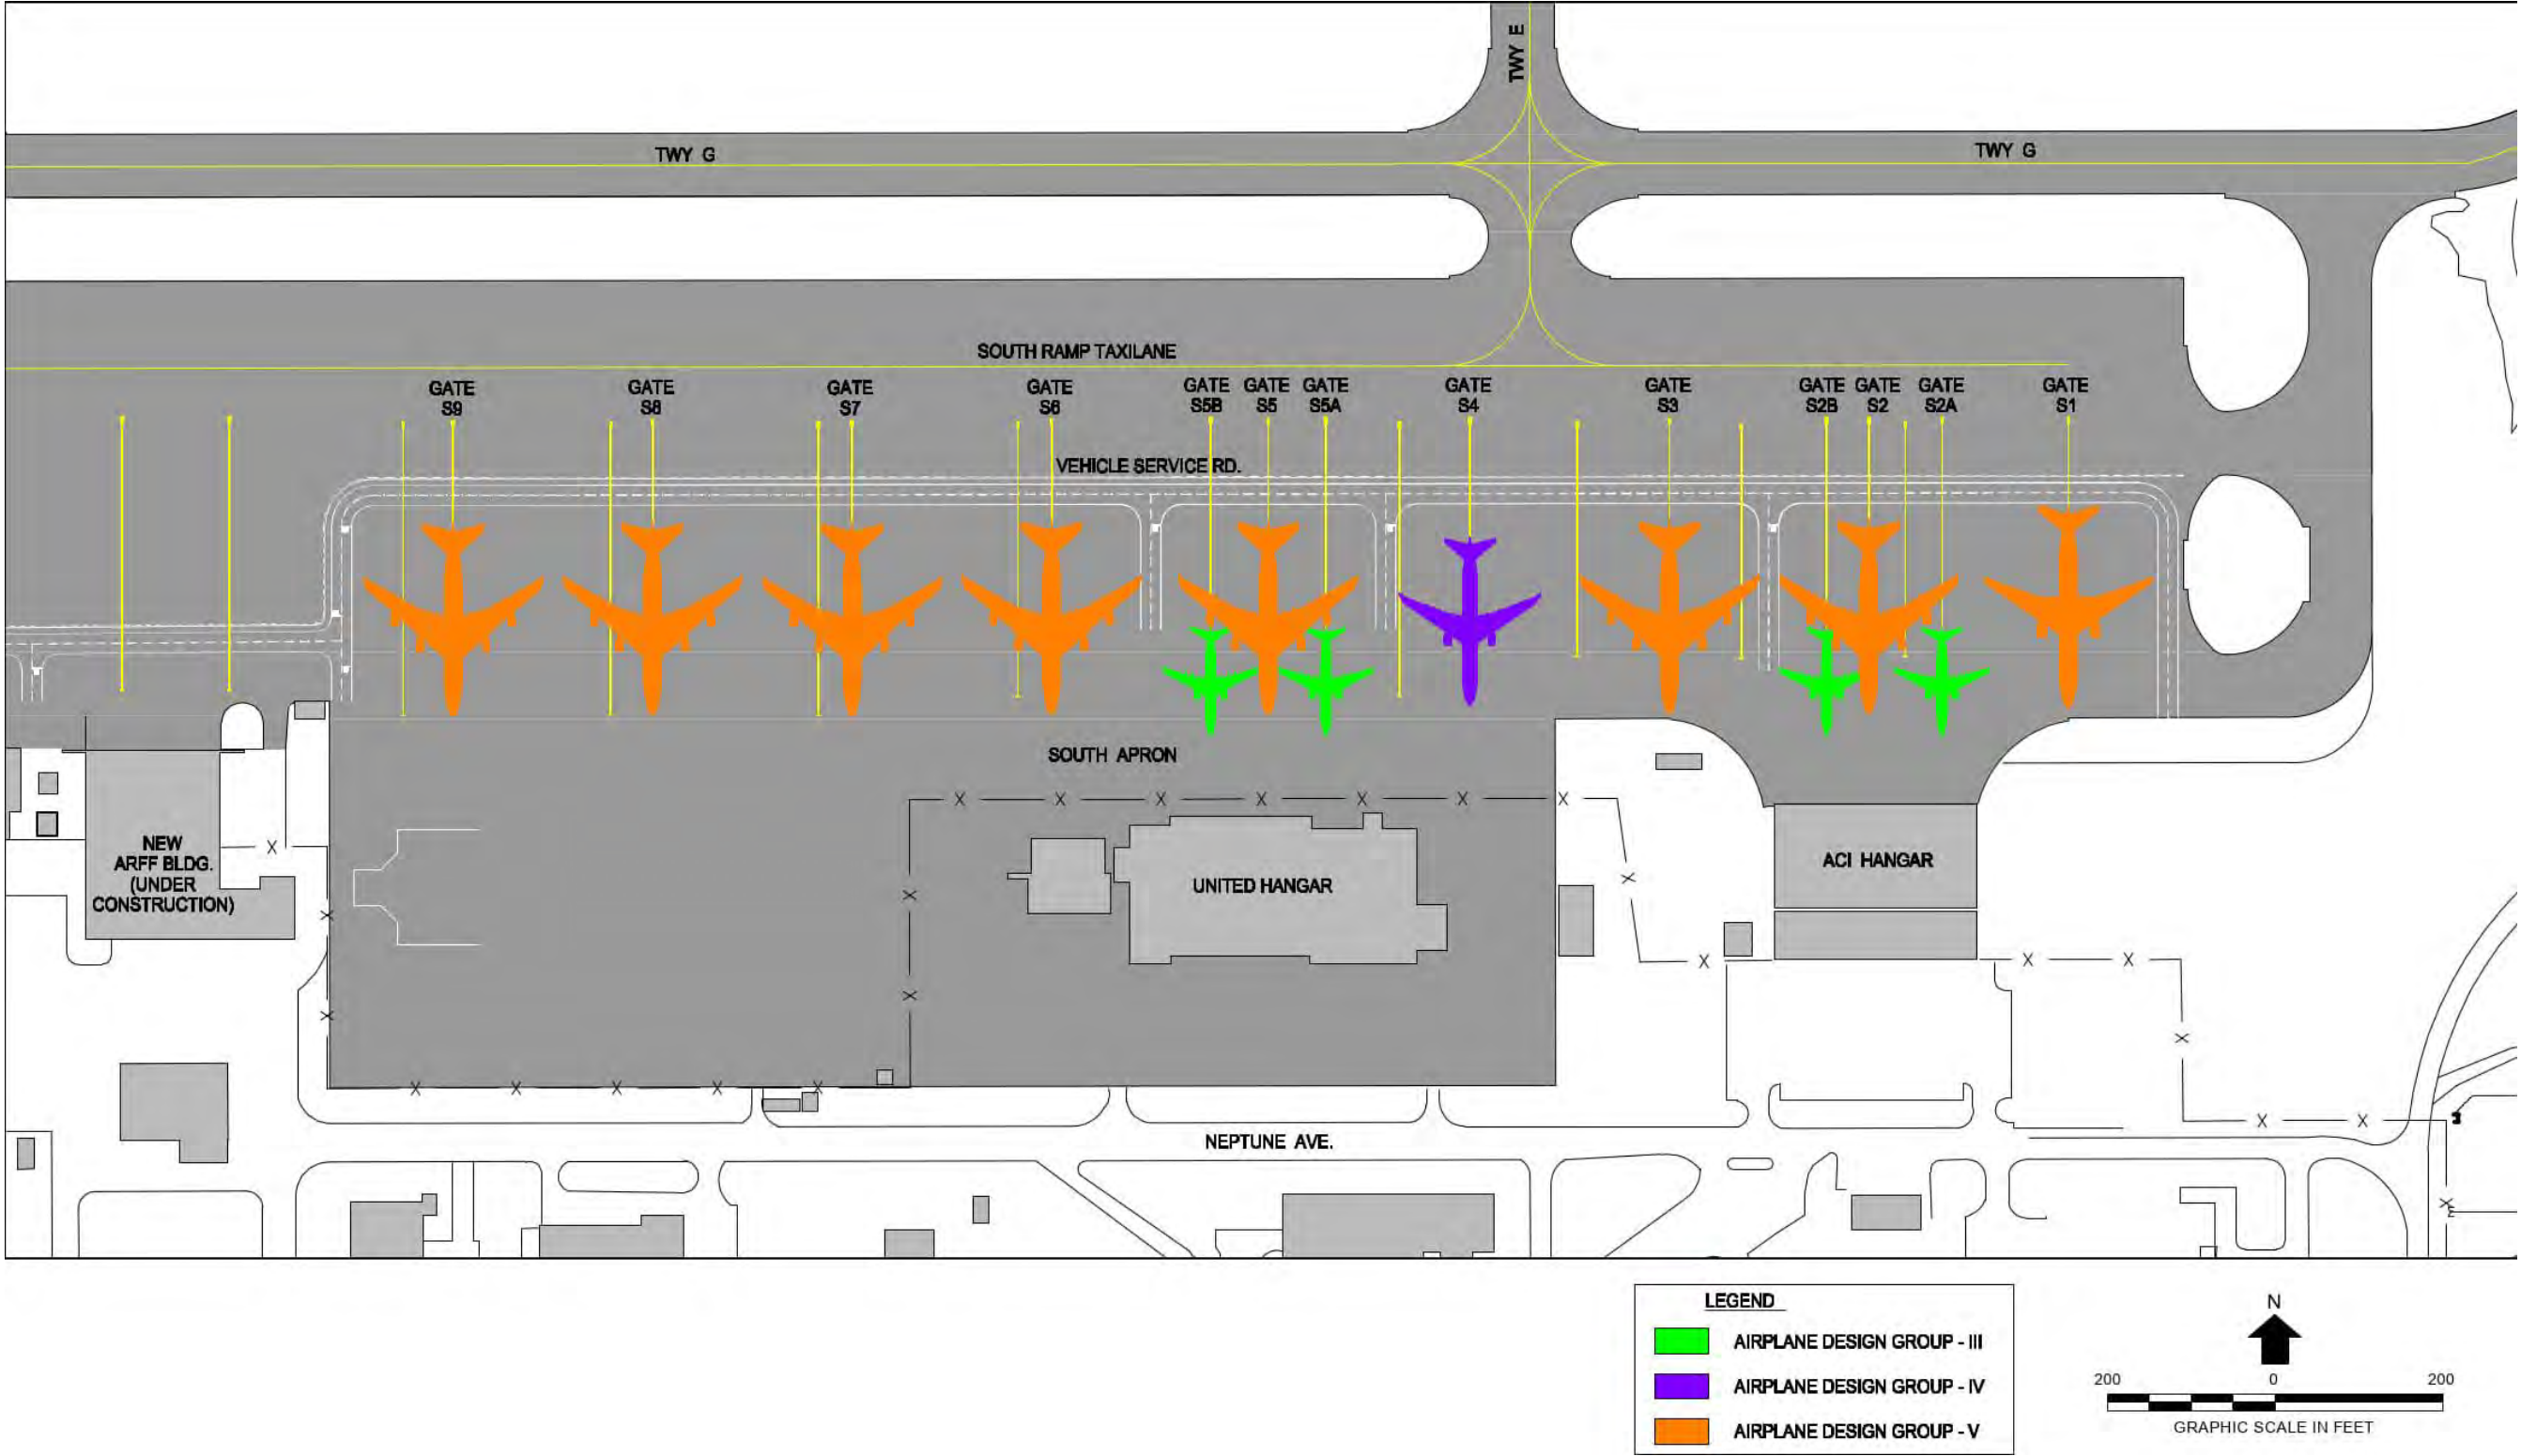 TWY E
TWY G
TWY G
SOUTH RAMP TAXILANE
GATE
S9
GATE
S8
GATE
S7
GATE
S6
GATE
S5B
GATE
S5
GATE
S5A
GATE
S4
GATE
S3
GATE
S2B
GATE
S2
GATE
S2A
GATE
S1
VEHICLE SERVICE RD.
SOUTH APRON
NEW
ARFF BLDG.
(UNDER
CONSTRUCTION)
UNITED HANGAR
ACI HANGAR
NEPTUNE AVE.
LEGEND
AIRPLANE DESIGN GROUP - III
AIRPLANE DESIGN GROUP - IV
AIRPLANE DESIGN GROUP - V
N
200 0 200
GRAPHIC SCALE IN FEET